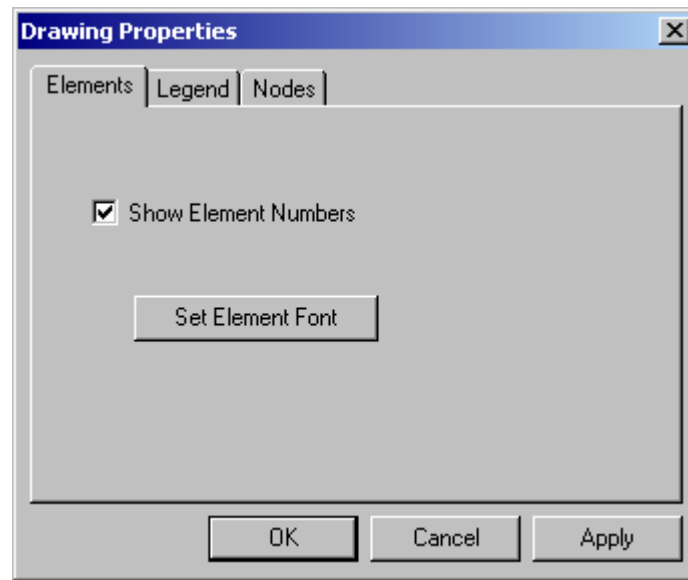 Drawing Properties
Elements Legend Nodes
Show Element Numbers
Set Element Font
OK Cancel Apply